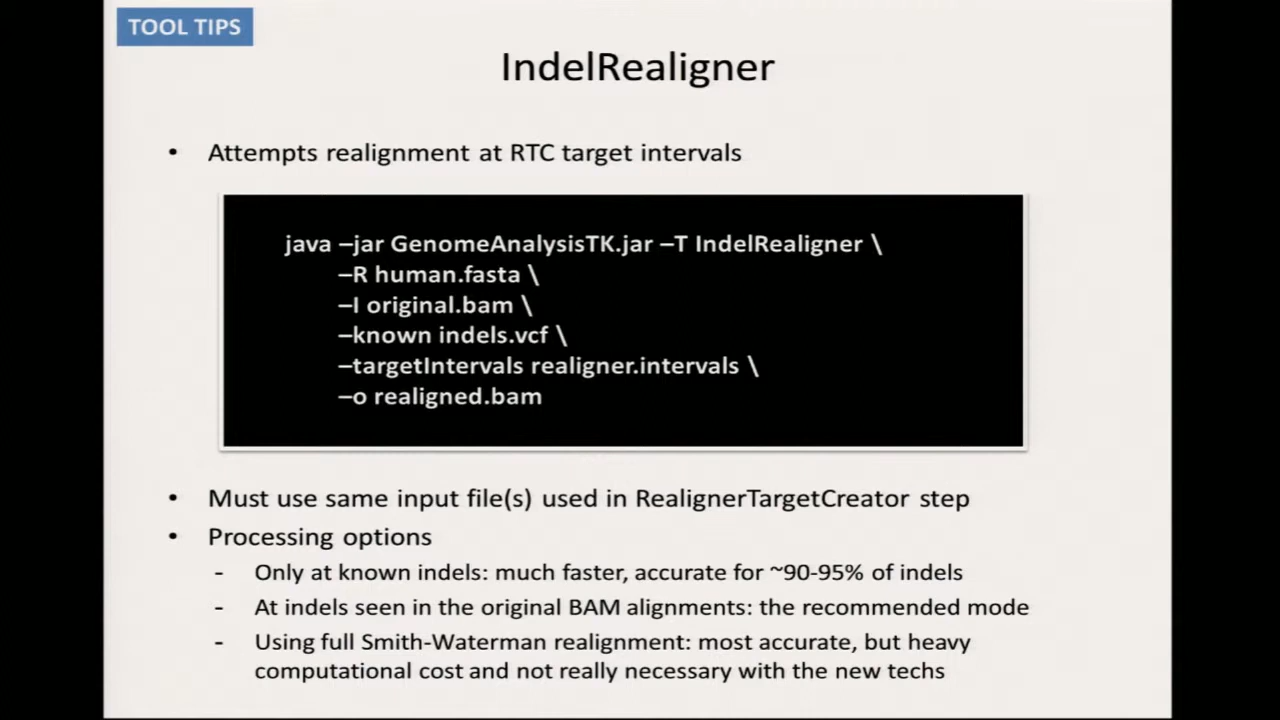 TOOL TIPS
IndelRealigner
• Attempts realignment at RTC target intervals
java –jar GenomeAnalysisTK.jar –T IndelRealigner \
–R human.fasta \
–I original.bam \
–known indels.vcf \
–targetIntervals realigner.intervals \
–o realigned.bam
• Must use same input file(s) used in RealignerTargetCreator step
• Processing options
- Only at known indels: much faster, accurate for ~90-95% of indels
- At indels seen in the original BAM alignments: the recommended mode
- Using full Smith-Waterman realignment: most accurate, but heavy
computational cost and not really necessary with the new techs